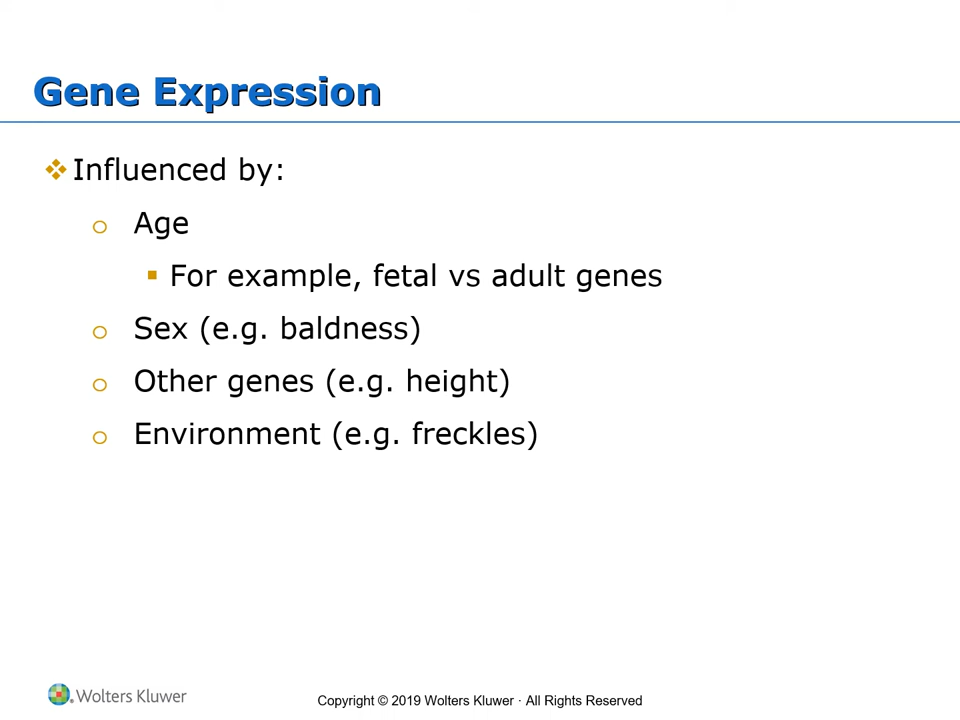 Gene Expression
❖ Influenced by:
o Age
▪ For example, fetal vs adult genes
o Sex (e.g. baldness)
o Other genes (e.g. height)
o Environment (e.g. freckles)
Wolters Kluwer
Copyright © 2019 Wolters Kluwer · All Rights Reserved